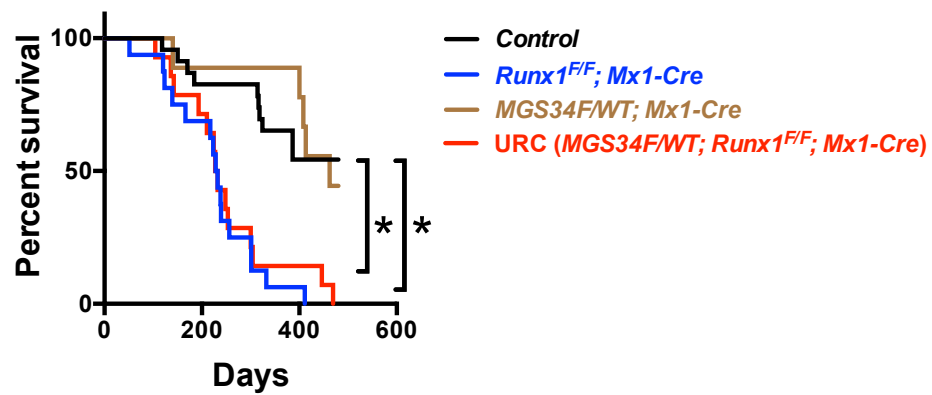 Percent survival
100
50
0
0
200
400
600
Days
*
*
Control
Runx1F/F; Mx1-Cre
MGS34F/WT; Mx1-Cre
URC (MGS34F/WT; Runx1F/F; Mx1-Cre)